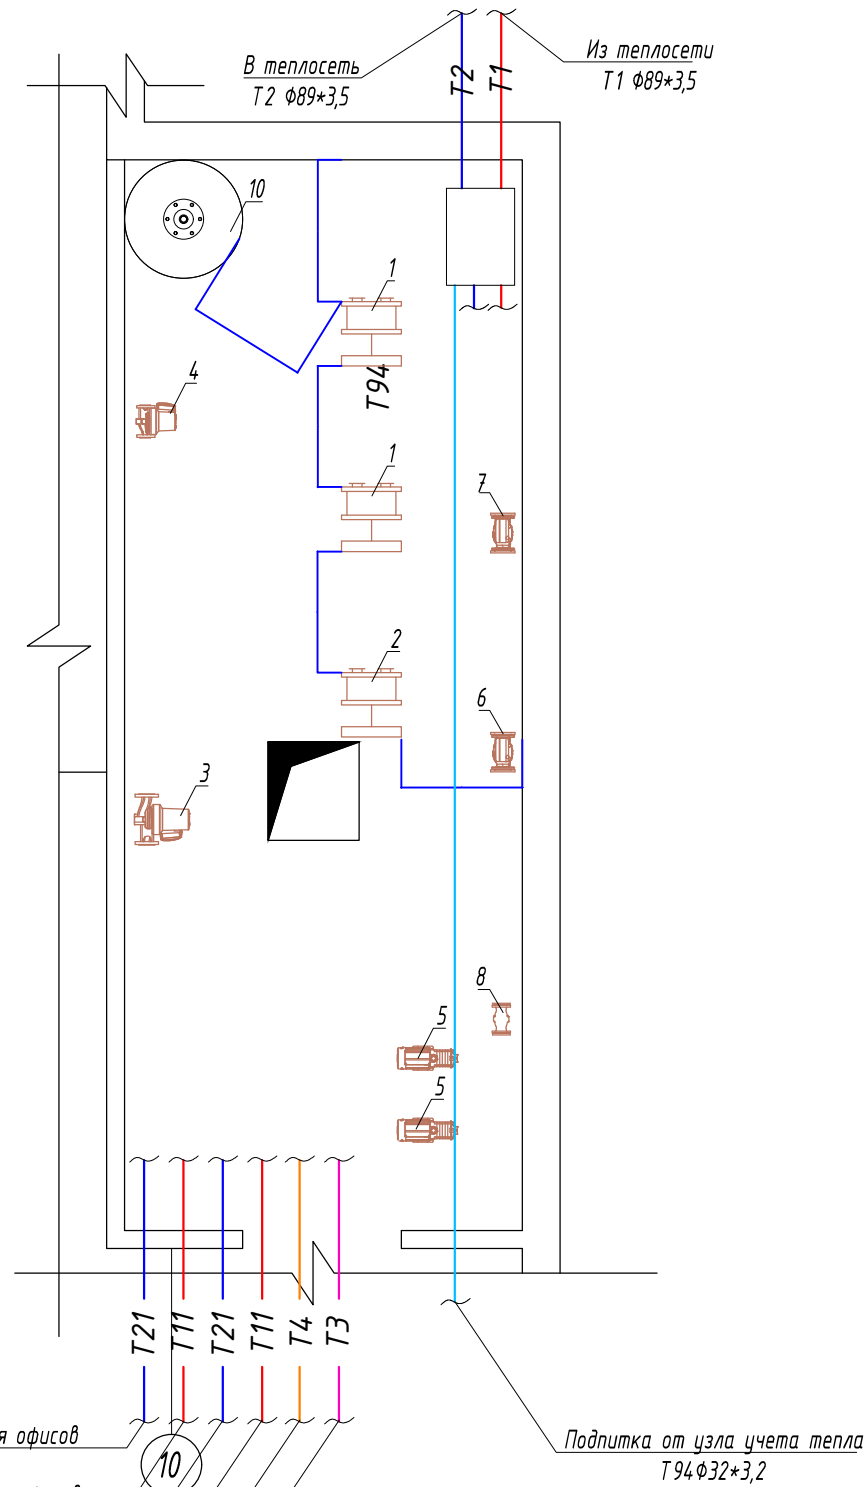 В теплосеть
Т2 Ф89*3,5
Т2
Т1
Из теплосети
Т1 Ф89*3,5
10
1
4
Т94
1
7
2
6
3
8
5
5
Т21
Т11
Т21
Т11
Т4
Т3
я офисов
10
Подпитка от узла учета тепла
Т94Ф32*3,2